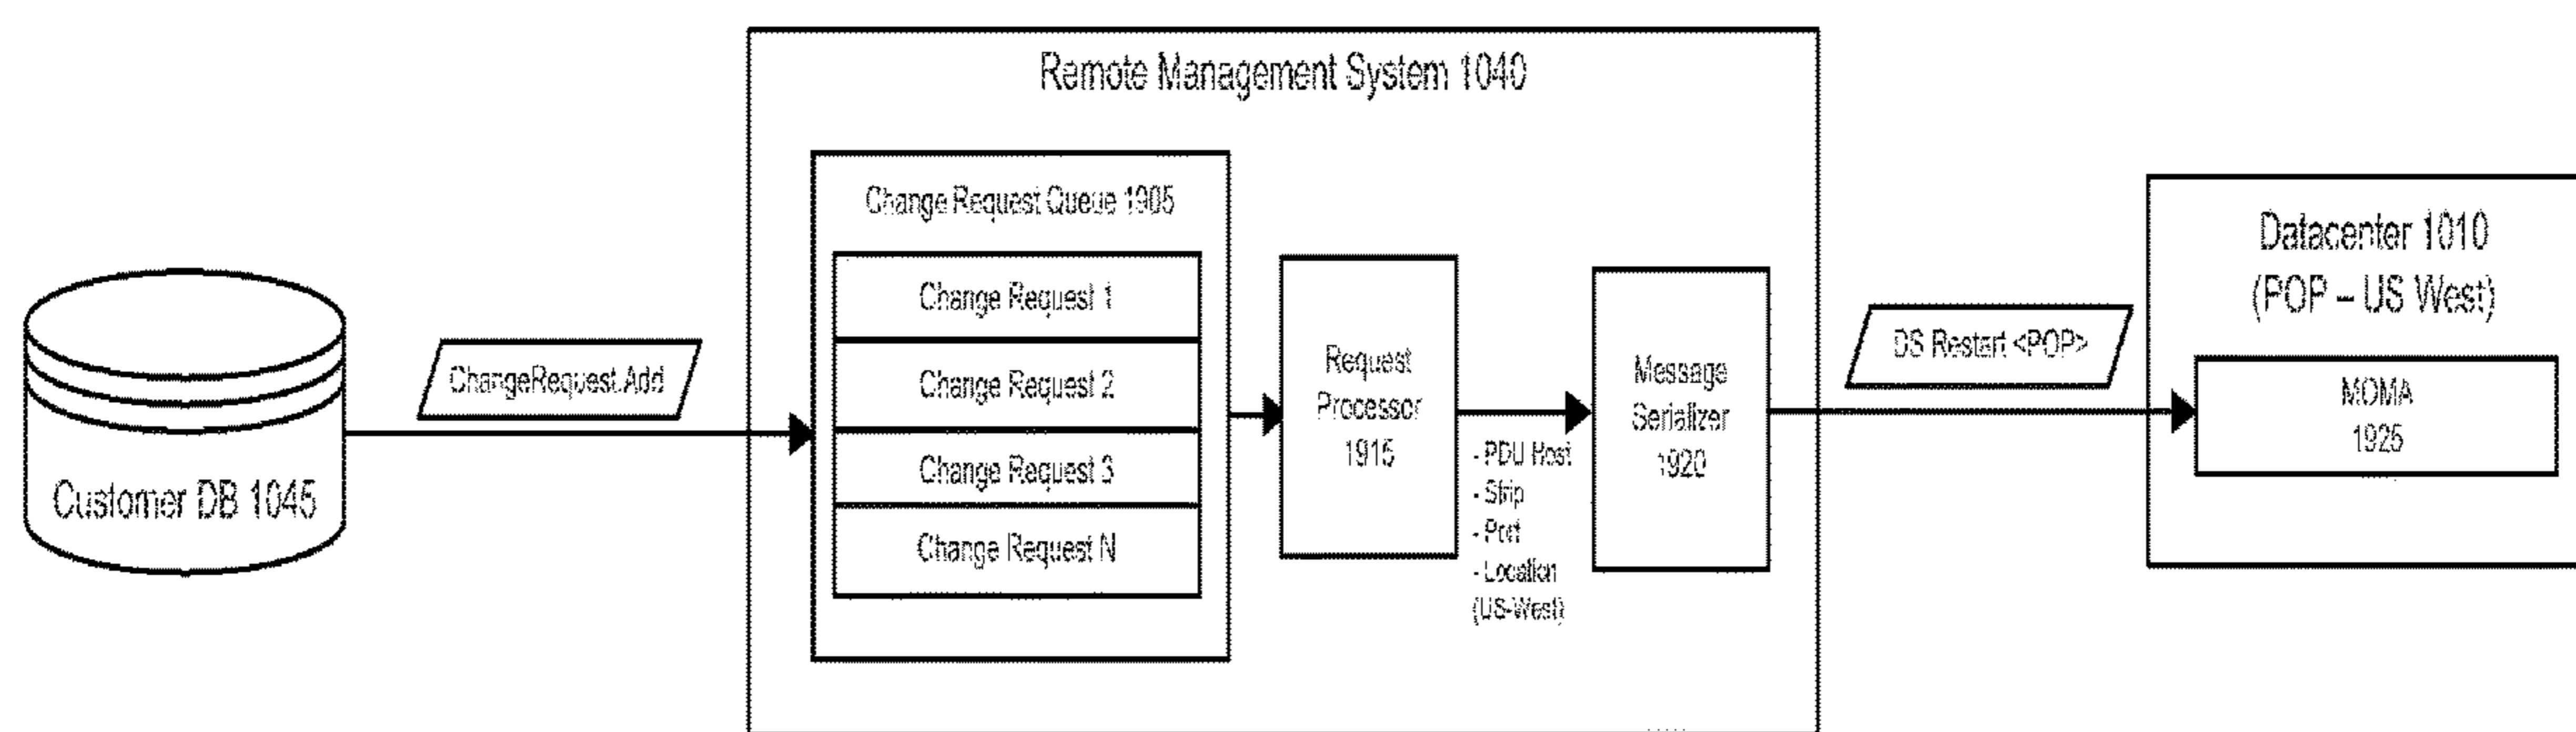 Remote Management System 1040
Change Request Queue 1905
Change Request 1
Change Request 2
Change Request 3
Change Request N
Customer DB 1045
ChangeRequest.Add
Request
Processor
1915
- PDU Host
- Strip
- Port
- Location
(US-West)
Message
Serializer
1920
DS Restart <POP>
Datacenter 1010
(POP – US West)
MOMA
1925